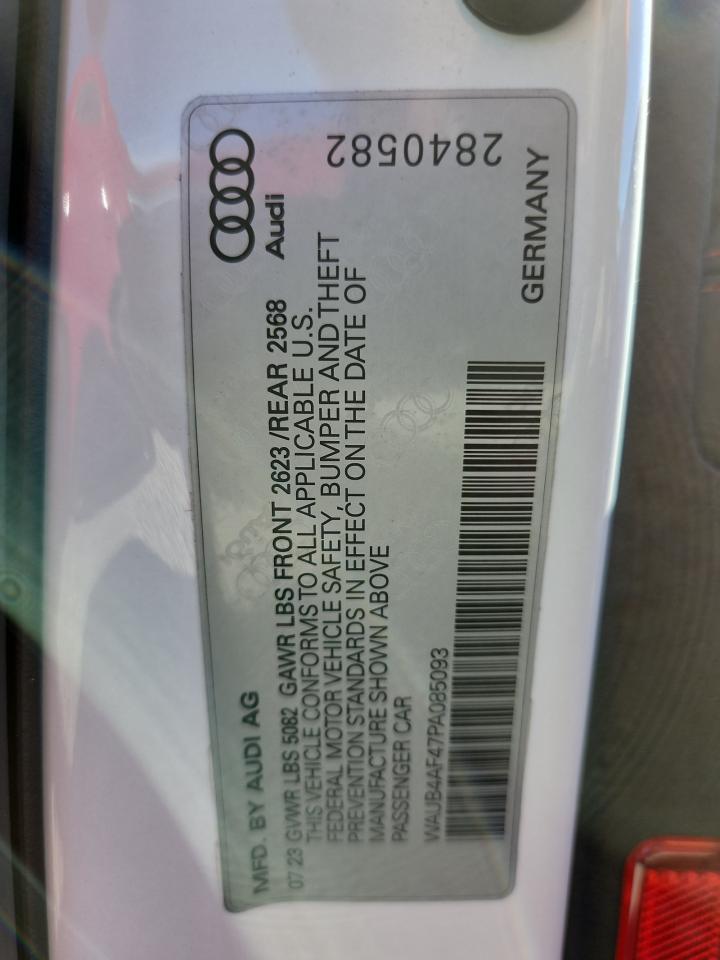 MFD. BY AUDI AG
07 23 GVWR LBS 5082 GAWR LBS FRONT 2623 /REAR 2568
THIS VEHICLE CONFORMS TO ALL APPLICABLE U.S.
FEDERAL MOTOR VEHICLE SAFETY, BUMPER AND THEFT
PREVENTION STANDARDS IN EFFECT ON THE DATE OF
MANUFACTURE SHOWN ABOVE
PASSENGER CAR
WAJB4AF47PA085093
Audi
2840582
GERMANY